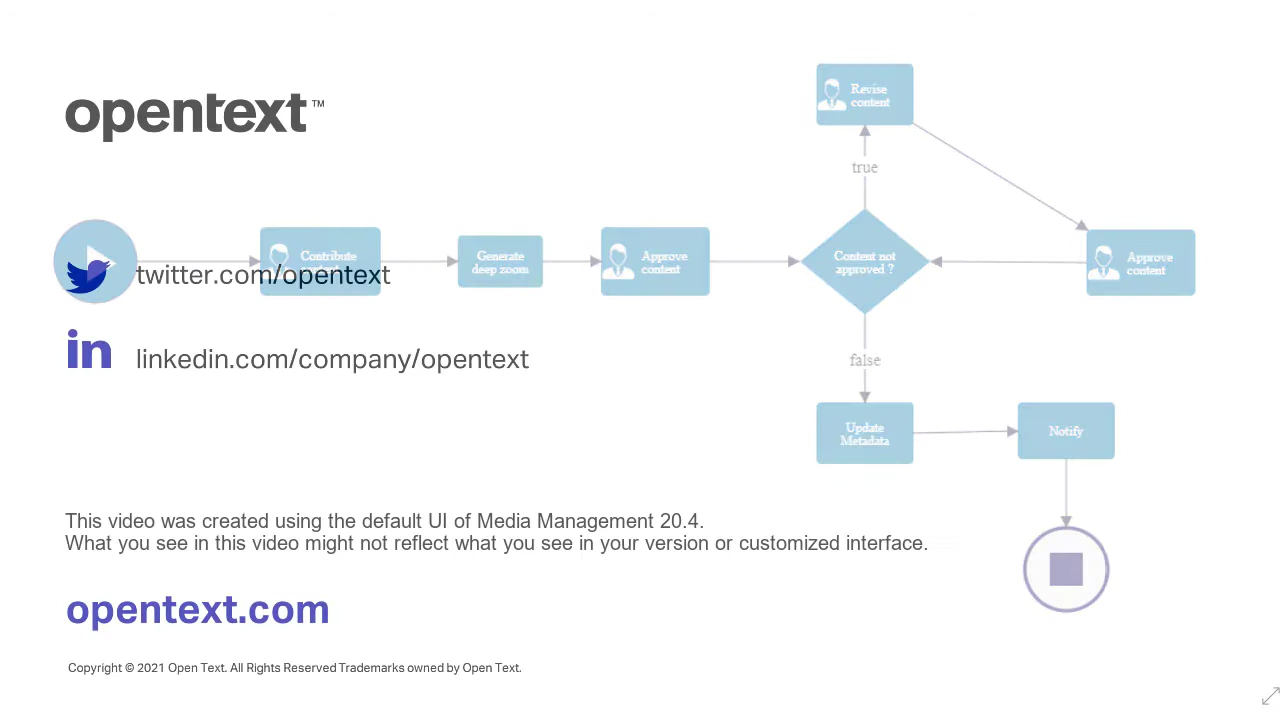 opentext™
Revise
content
true
Contribute
Generate
deep zoom
Approve
content
Content not
approved ?
Approve
content
twitter.com/opentext
in
linkedin.com/company/opentext
false
Update
Metadata
Notify
This video was created using the default UI of Media Management 20.4.
What you see in this video might not reflect what you see in your version or customized interface.
opentext.com
Copyright © 2021 Open Text. All Rights Reserved Trademarks owned by Open Text.